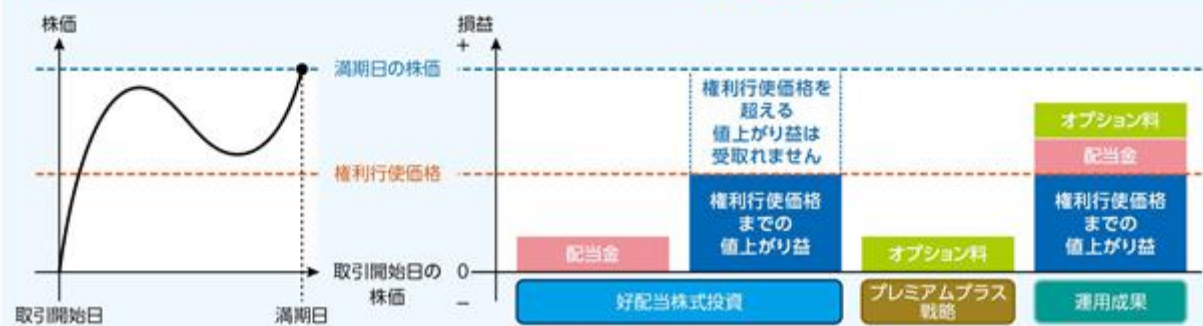 株価
満期日の株価
権利行使価格
取引開始日の
株価
取引開始日
満期日
損益
+
0
−
権利行使価格を
超える
値上がり益は
受取れません
配当金
権利行使価格
までの
値上がり益
オプション料
オプション料
配当金
権利行使価格
までの
値上がり益
好配当株式投資
プレミアムプラス
戦略
運用成果